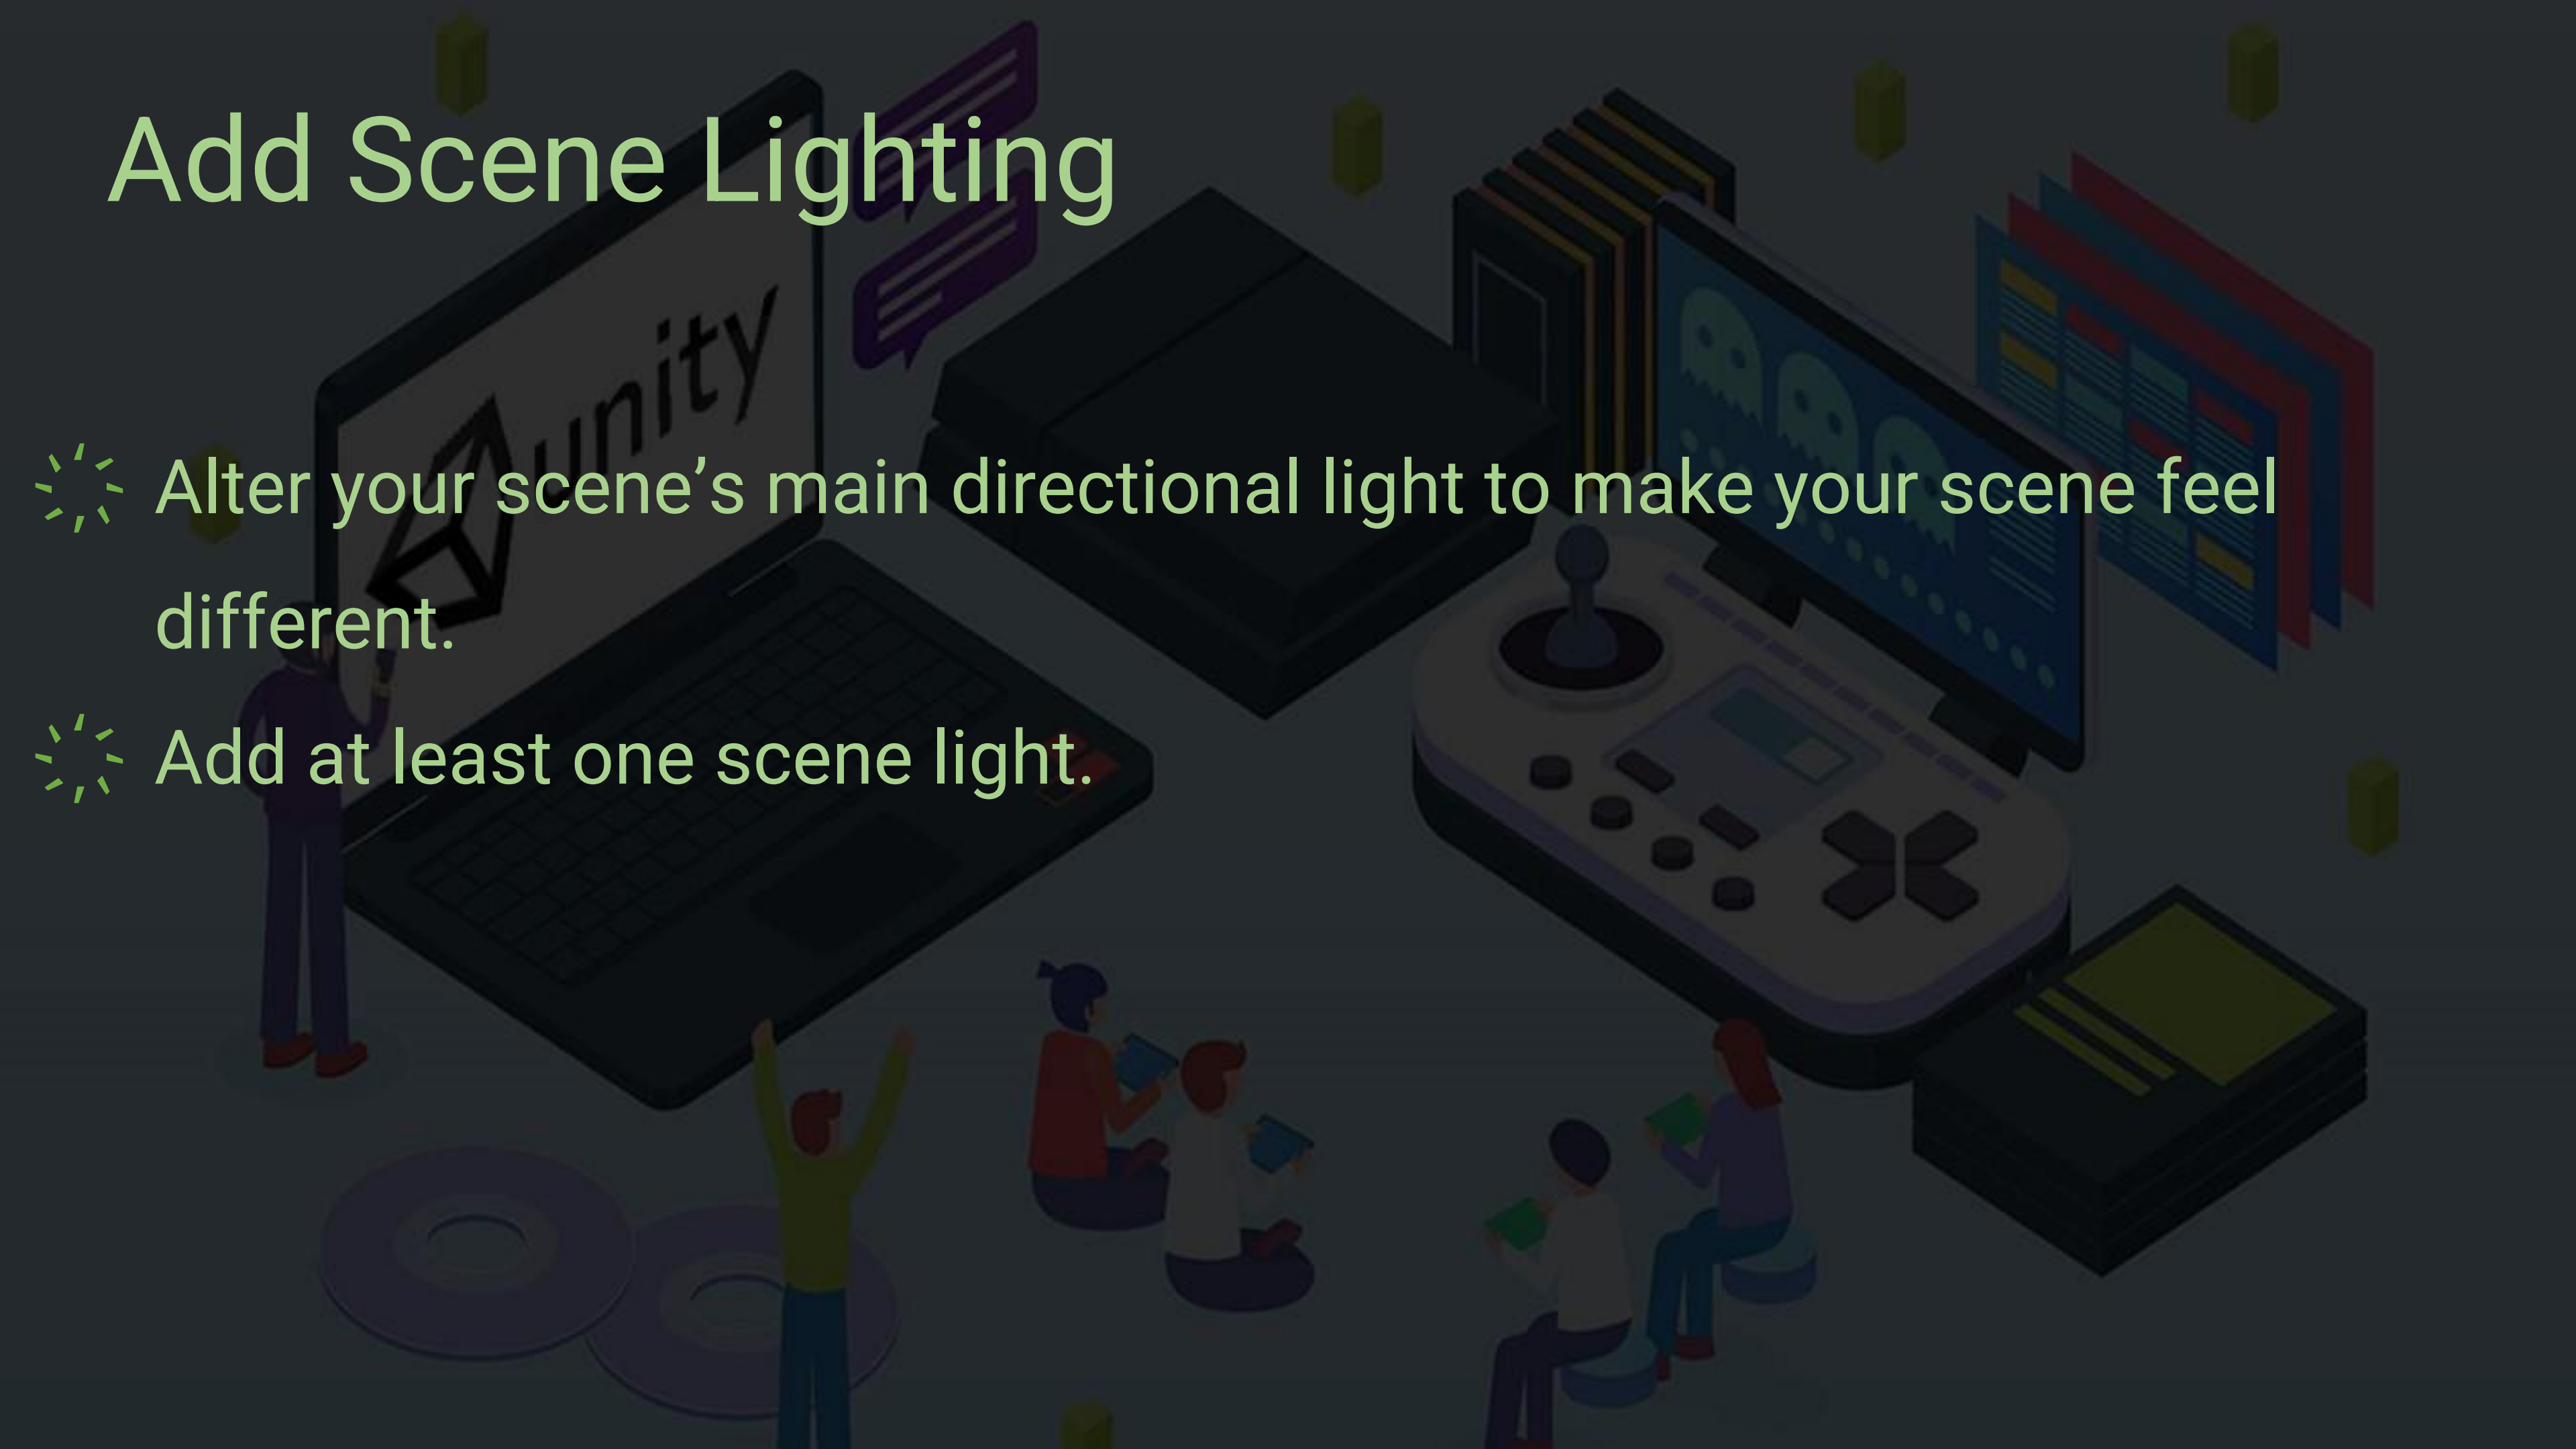 Add Scene Lighting
unity
Alter your scene’s main directional light to make your scene feel
different.
Add at least one scene light.